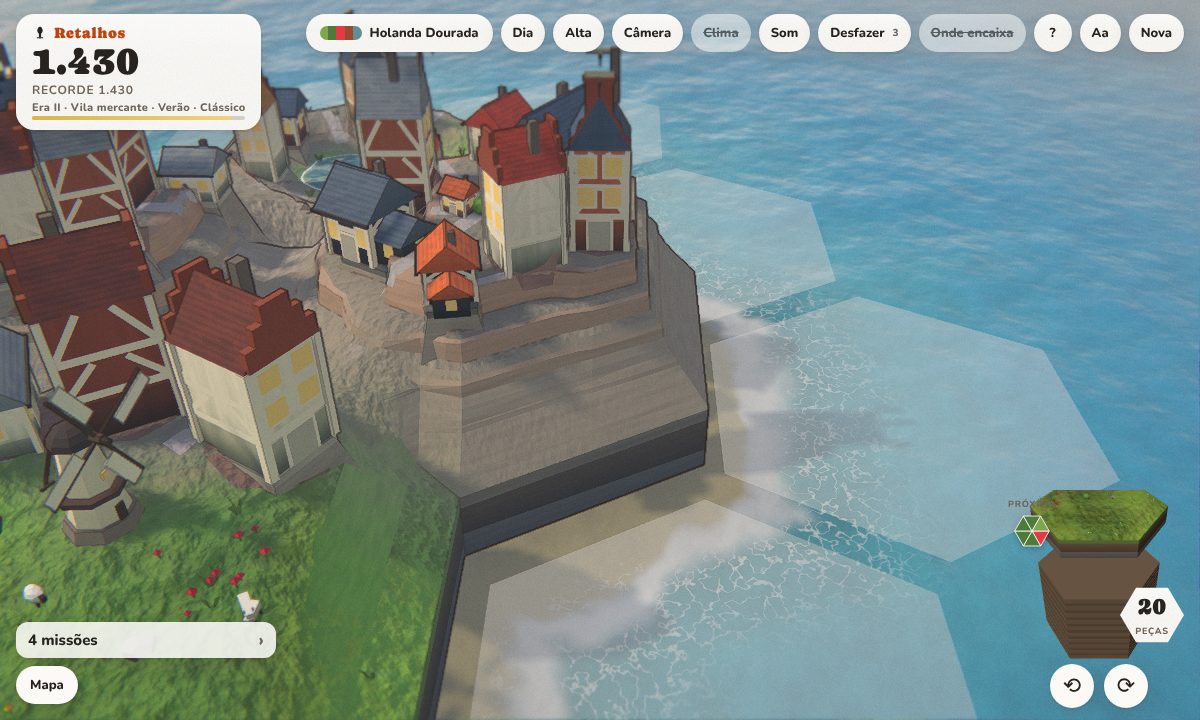 Retalhos
1.430
RECORDE 1.430
Era II · Vila mercante · Verão · Clássico
Holanda Dourada
Dia
Alta
Câmera
Clima
Som
Desfazer 3
Onde encaixa
?
Aa
Nova
4 missões ›
Mapa
20
PEÇAS